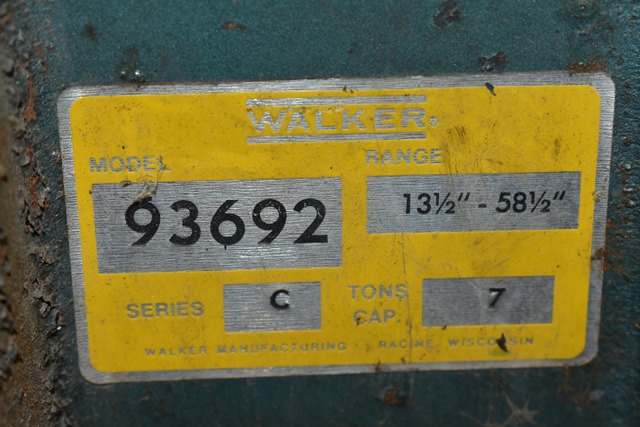 WALKER®
MODEL RANGE
93692 13½" - 58½"
SERIES C TONS CAP. 7
WALKER MANUFACTURING · RACINE, WISCONSIN